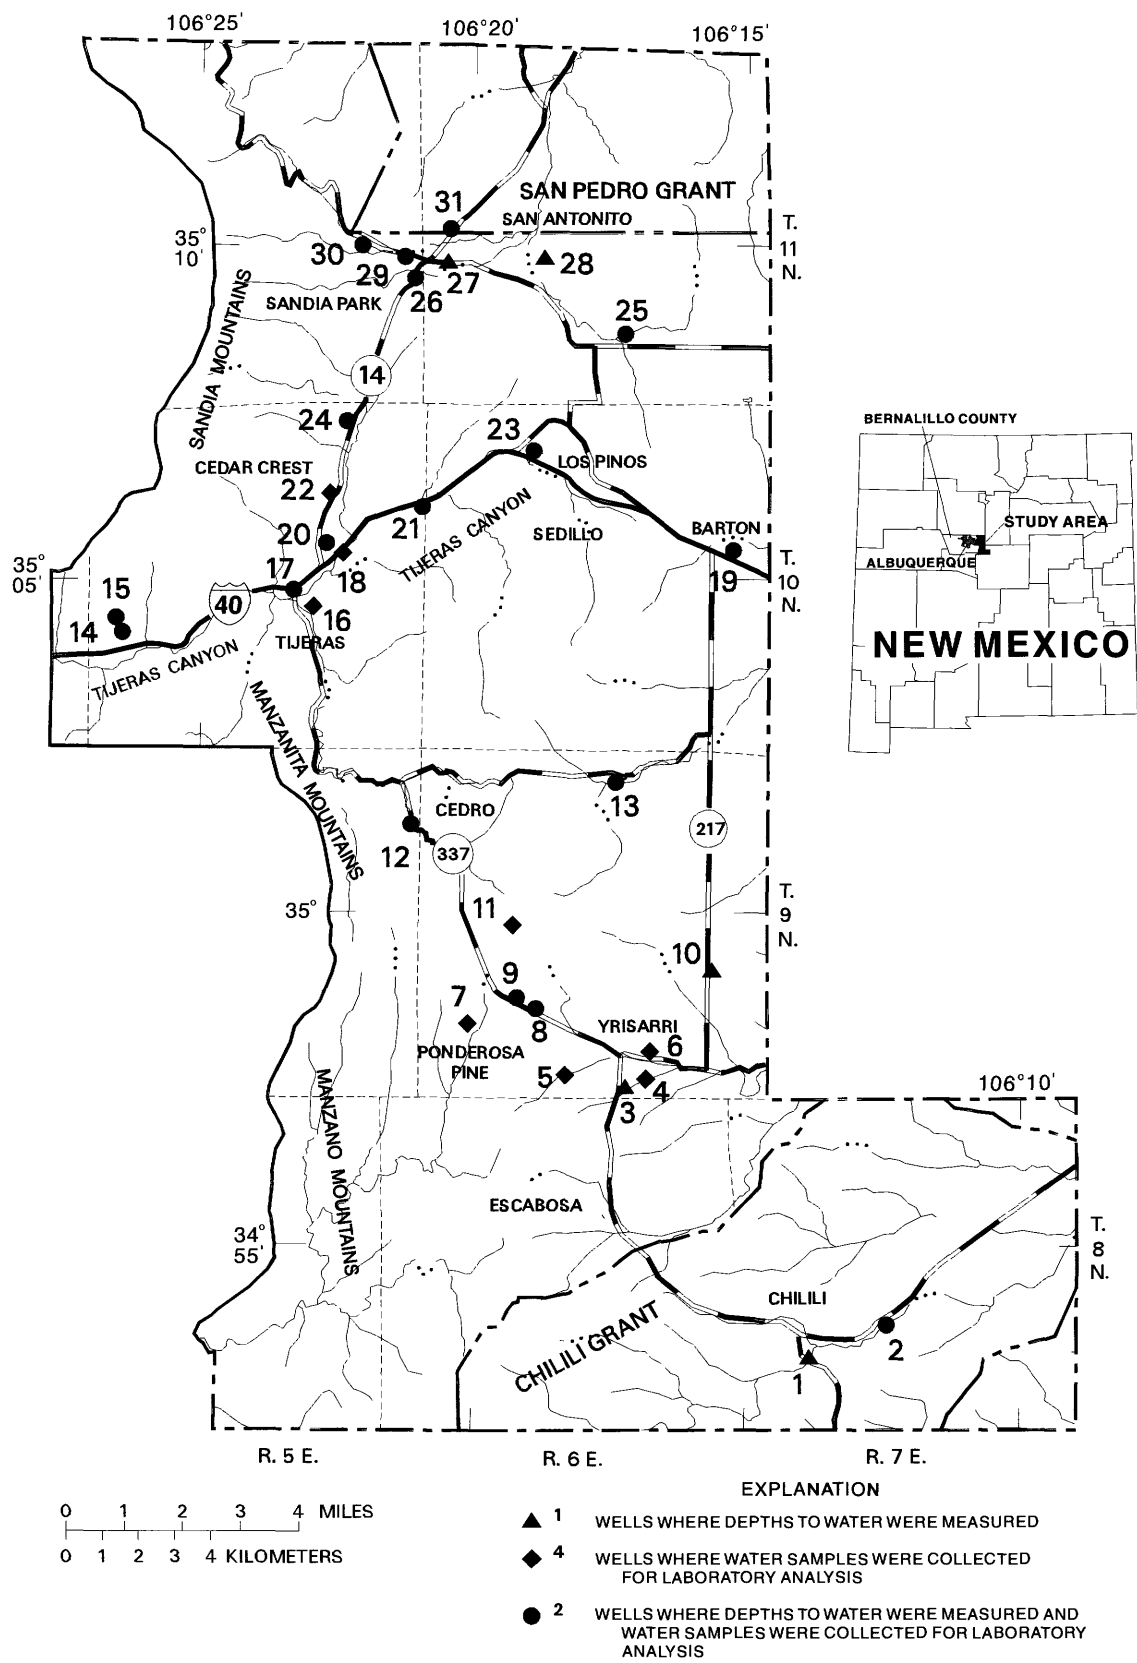 106°25'
106°20'
106°15'
SAN PEDRO GRANT
31
SAN ANTONITO
T.
11
N.
35°
10'
30
29
27
28
26
SANDIA PARK
25
SANDIA MOUNTAINS
14
24
23
BERNALILLO COUNTY
CEDAR CREST
LOS PINOS
22
21
TIJERAS CANYON
SEDILLO
BARTON
STUDY AREA
20
ALBUQUERQUE
35°
05'
17
18
19
T.
10
N.
15
40
16
14
TIJERAS
NEW MEXICO
TIJERAS CANYON
MANZANITA MOUNTAINS
CEDRO
13
217
12
337
T.
9
N.
35°
11
10
9
7
8
YRISARRI
6
PONDEROSA
PINE
5
4
3
106°10'
MANZANO MOUNTAINS
ESCABOSA
34°
55'
T.
8
N.
CHILILI
CHILILI GRANT
2
1
R. 5 E.
R. 6 E.
R. 7 E.
EXPLANATION
0 1 2 3 4 MILES
0 1 2 3 4 KILOMETERS
1 WELLS WHERE DEPTHS TO WATER WERE MEASURED
4 WELLS WHERE WATER SAMPLES WERE COLLECTED
FOR LABORATORY ANALYSIS
2 WELLS WHERE DEPTHS TO WATER WERE MEASURED AND
WATER SAMPLES WERE COLLECTED FOR LABORATORY
ANALYSIS